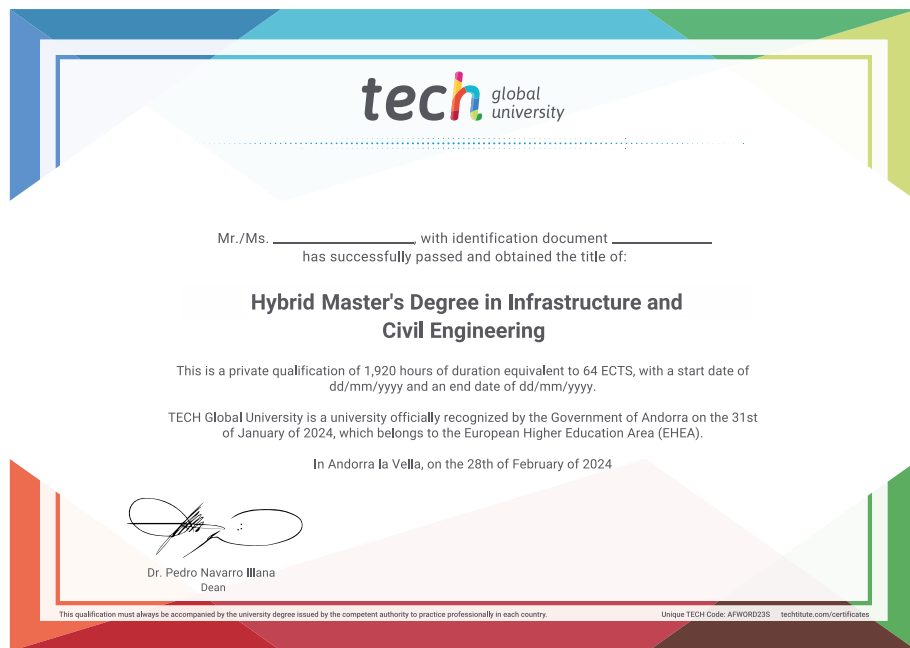 tech global
university
Mr./Ms. ______________, with identification document __________
has successfully passed and obtained the title of:
Hybrid Master's Degree in Infrastructure and
Civil Engineering
This is a private qualification of 1,920 hours of duration equivalent to 64 ECTS, with a start date of
dd/mm/yyyy and an end date of dd/mm/yyyy.
TECH Global University is a university officially recognized by the Government of Andorra on the 31st
of January of 2024, which belongs to the European Higher Education Area (EHEA).
In Andorra la Vella, on the 28th of February of 2024
Dr. Pedro Navarro Illana
Dean
This qualification must always be accompanied by the university degree issued by the competent authority to practice professionally in each country. Unique TECH Code: AFWORD23S techtitute.com/certificates